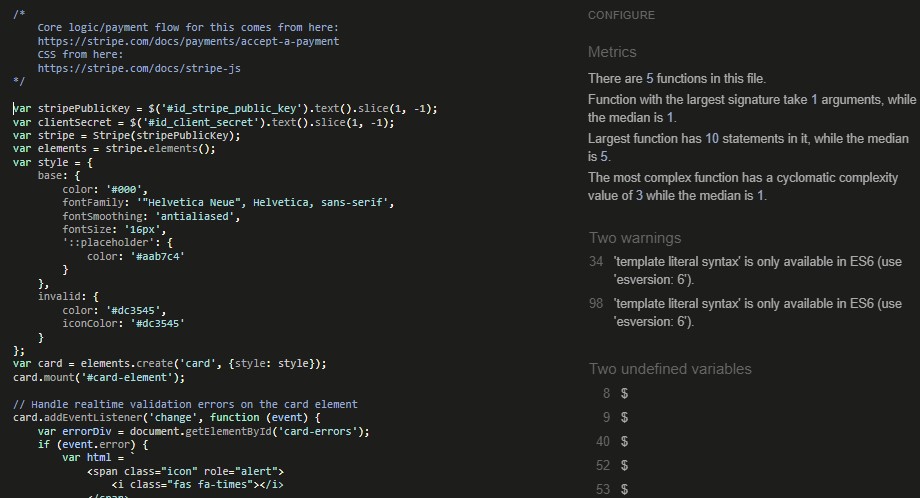 /*
    Core logic/payment flow for this comes from here:
    https://stripe.com/docs/payments/accept-a-payment
    CSS from here:
    https://stripe.com/docs/stripe-js
*/
var stripePublicKey = $('#id_stripe_public_key').text().slice(1, -1);
var clientSecret = $('#id_client_secret').text().slice(1, -1);
var stripe = Stripe(stripePublicKey);
var elements = stripe.elements();
var style = {
    base: {
        color: '#000',
        fontFamily: '"Helvetica Neue", Helvetica, sans-serif',
        fontSmoothing: 'antialiased',
        fontSize: '16px',
        '::placeholder': {
            color: '#aab7c4'
        }
    },
    invalid: {
        color: '#dc3545',
        iconColor: '#dc3545'
    }
};
var card = elements.create('card', {style: style});
card.mount('#card-element');
// Handle realtime validation errors on the card element
card.addEventListener('change', function (event) {
    var errorDiv = document.getElementById('card-errors');
    if (event.error) {
        var html = `
            <span class="icon" role="alert">
                <i class="fas fa-times"></i>
            </span>
CONFIGURE
Metrics
There are 5 functions in this file.
Function with the largest signature take 1 arguments, while
the median is 1.
Largest function has 10 statements in it, while the median
is 5.
The most complex function has a cyclomatic complexity
value of 3 while the median is 1.
Two warnings
34 'template literal syntax' is only available in ES6 (use
'esversion: 6').
98 'template literal syntax' is only available in ES6 (use
'esversion: 6').
Two undefined variables
8 $
9 $
40 $
52 $
53 $